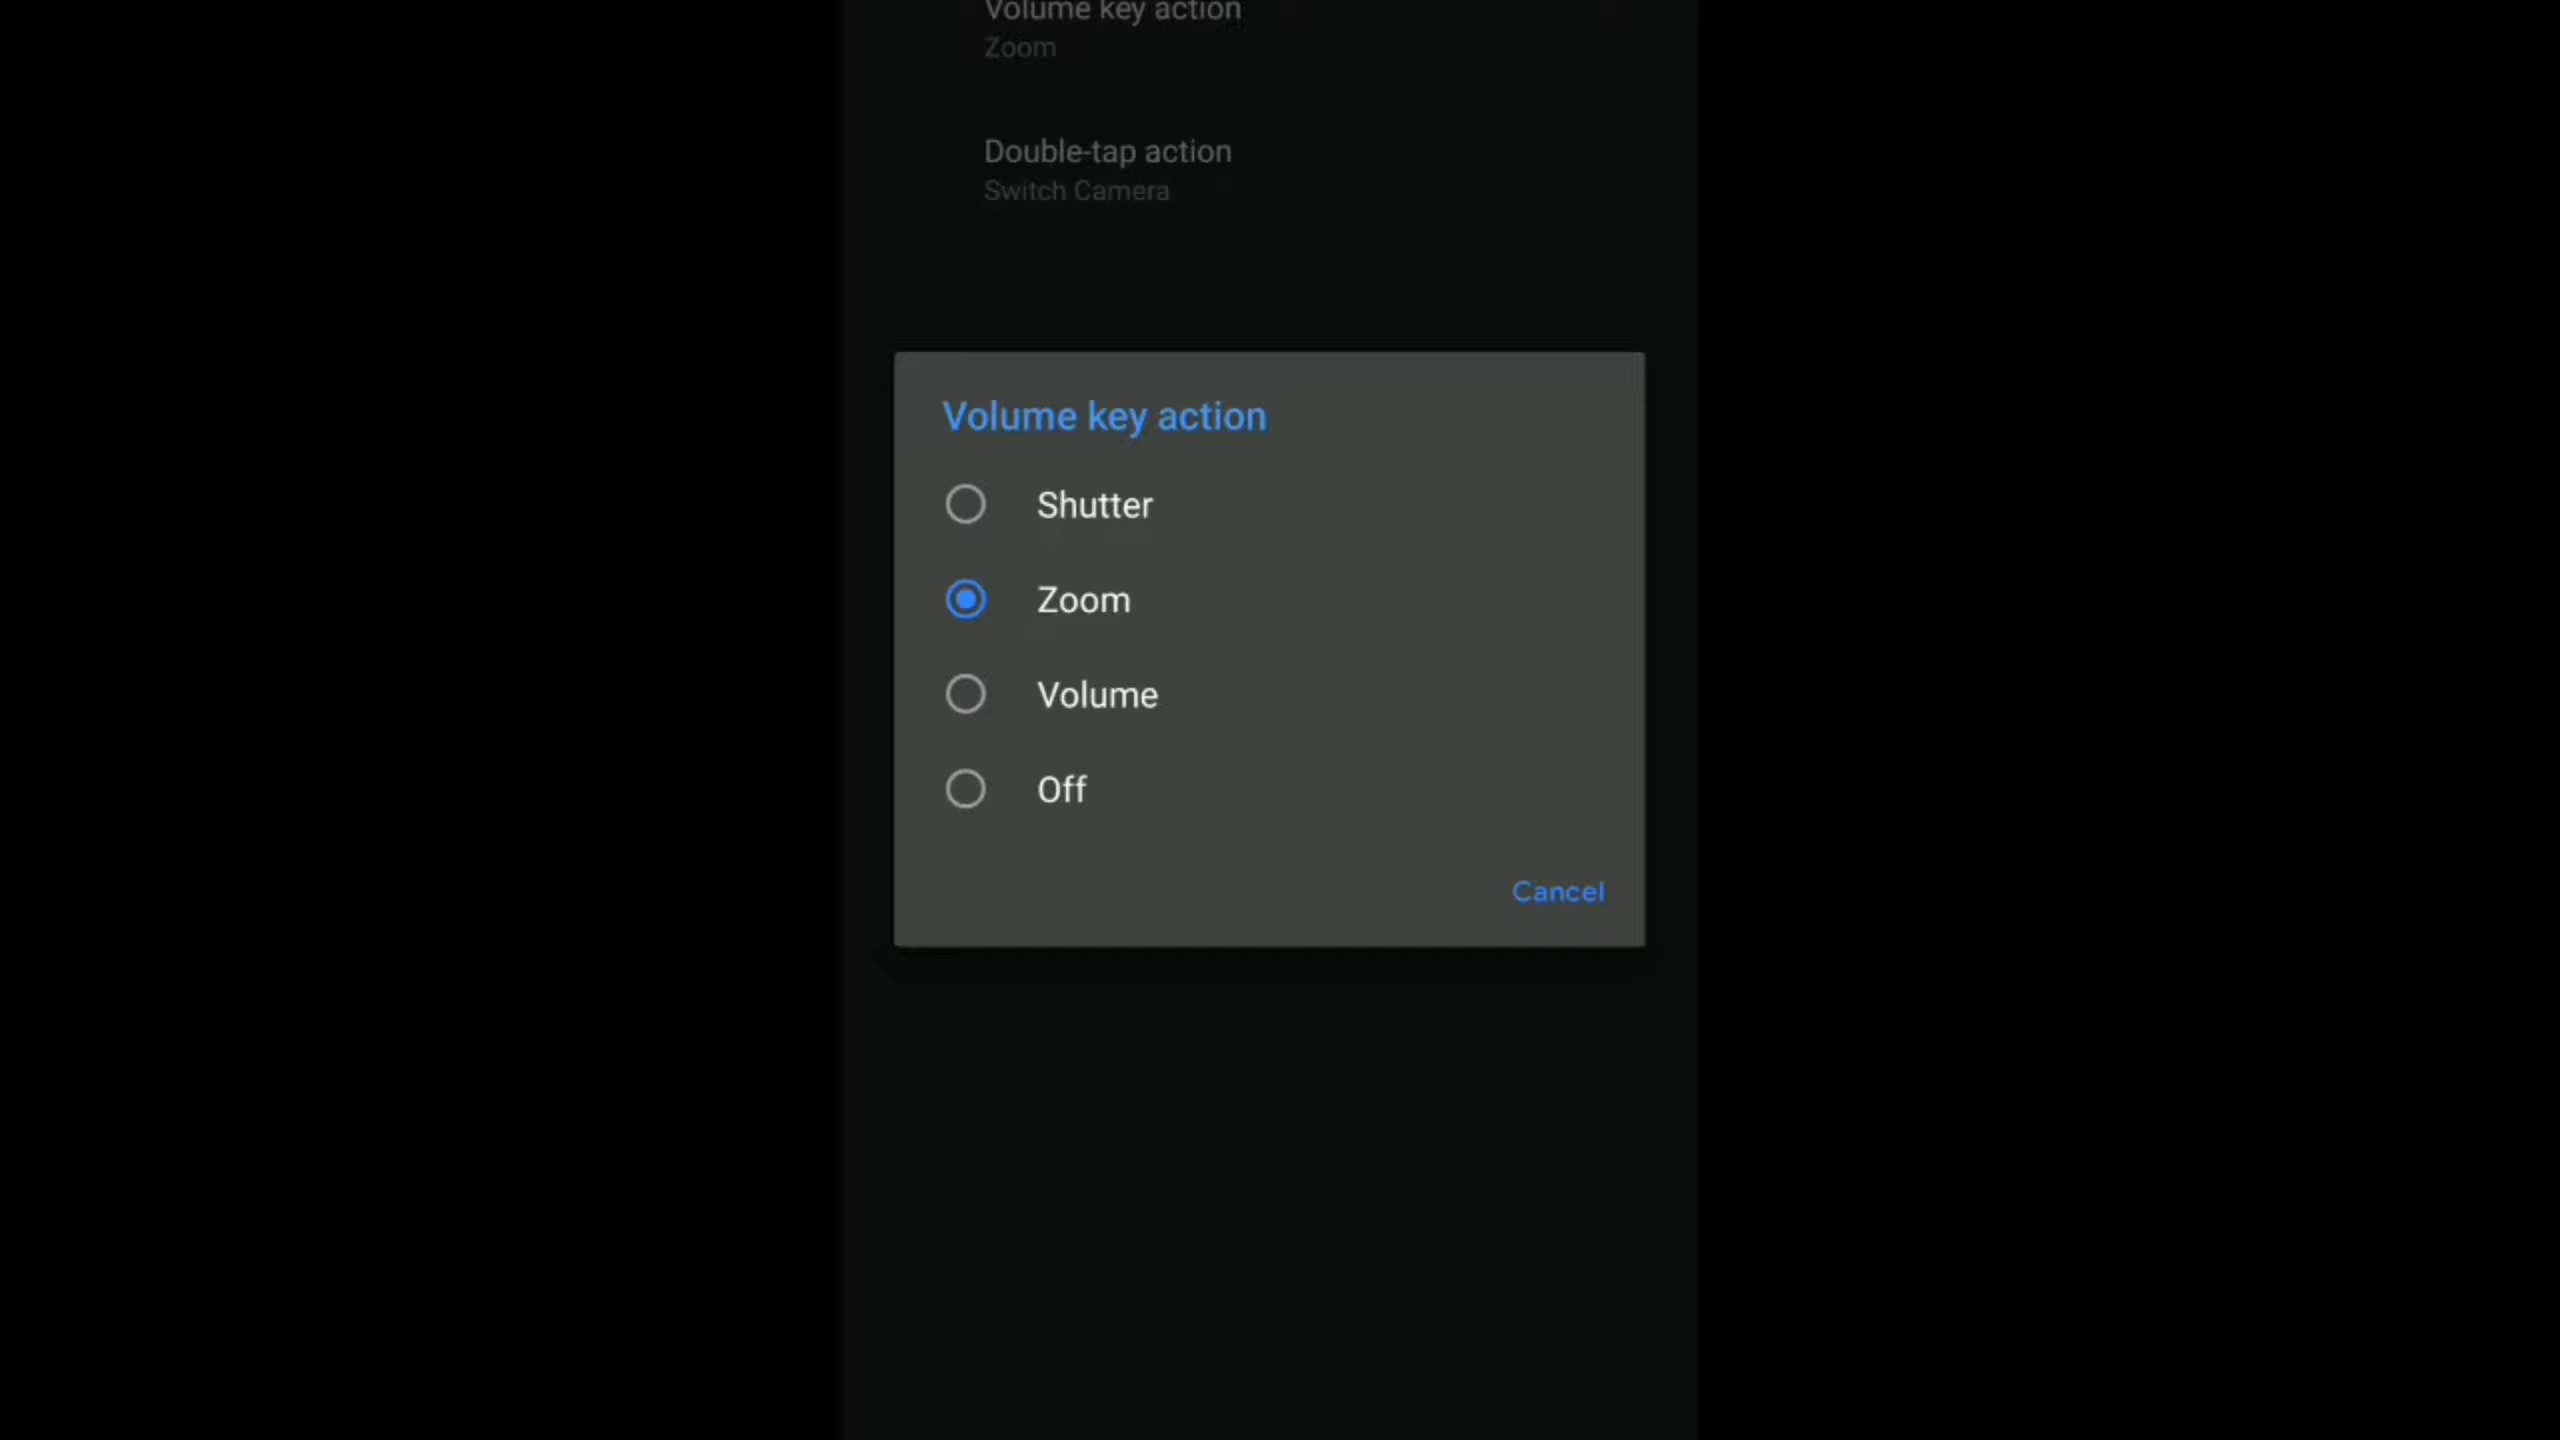 Volume key action
Zoom
Double-tap action
Switch Camera
Volume key action
Shutter
Zoom
Volume
Off
Cancel